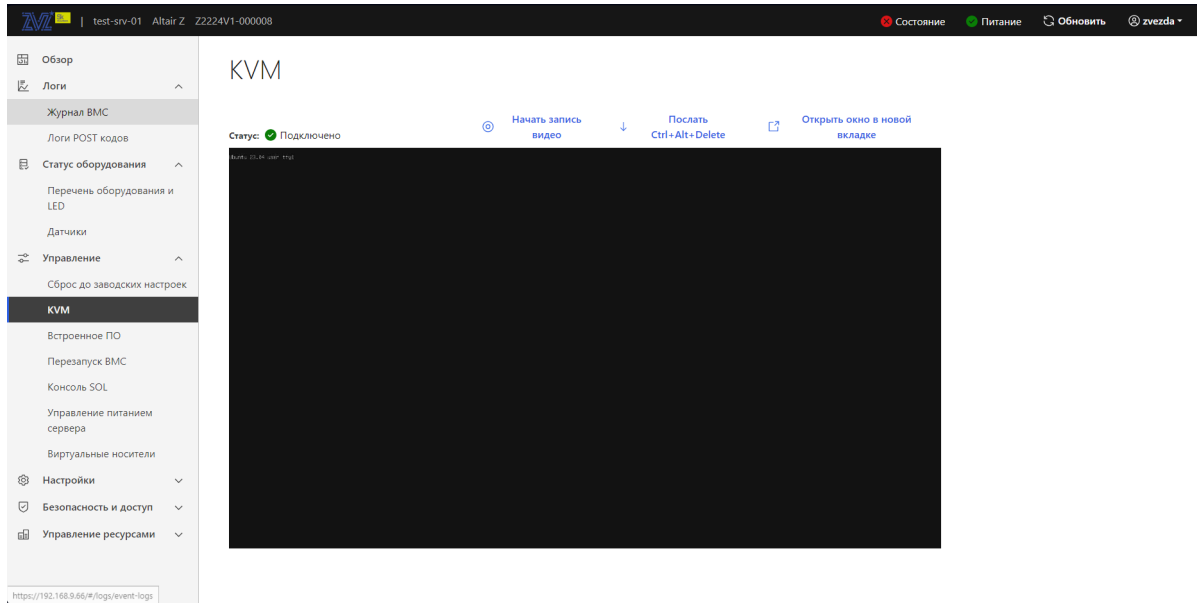 test-srv-01 Altair Z Z2224V1-000008
Состояние
Питание
Обновить
zvezda
Обзор
Логи
Журнал BMC
Логи POST кодов
Статус оборудования
Перечень оборудования и
LED
Датчики
Управление
Сброс до заводских настроек
KVM
Встроенное ПО
Перезапуск BMC
Консоль SOL
Управление питанием
сервера
Виртуальные носители
Настройки
Безопасность и доступ
Управление ресурсами
https://192.168.9.66/#/logs/event-logs
KVM
Статус: Подключено
Начать запись
видео
Послать
Ctrl+Alt+Delete
Открыть окно в новой
вкладке